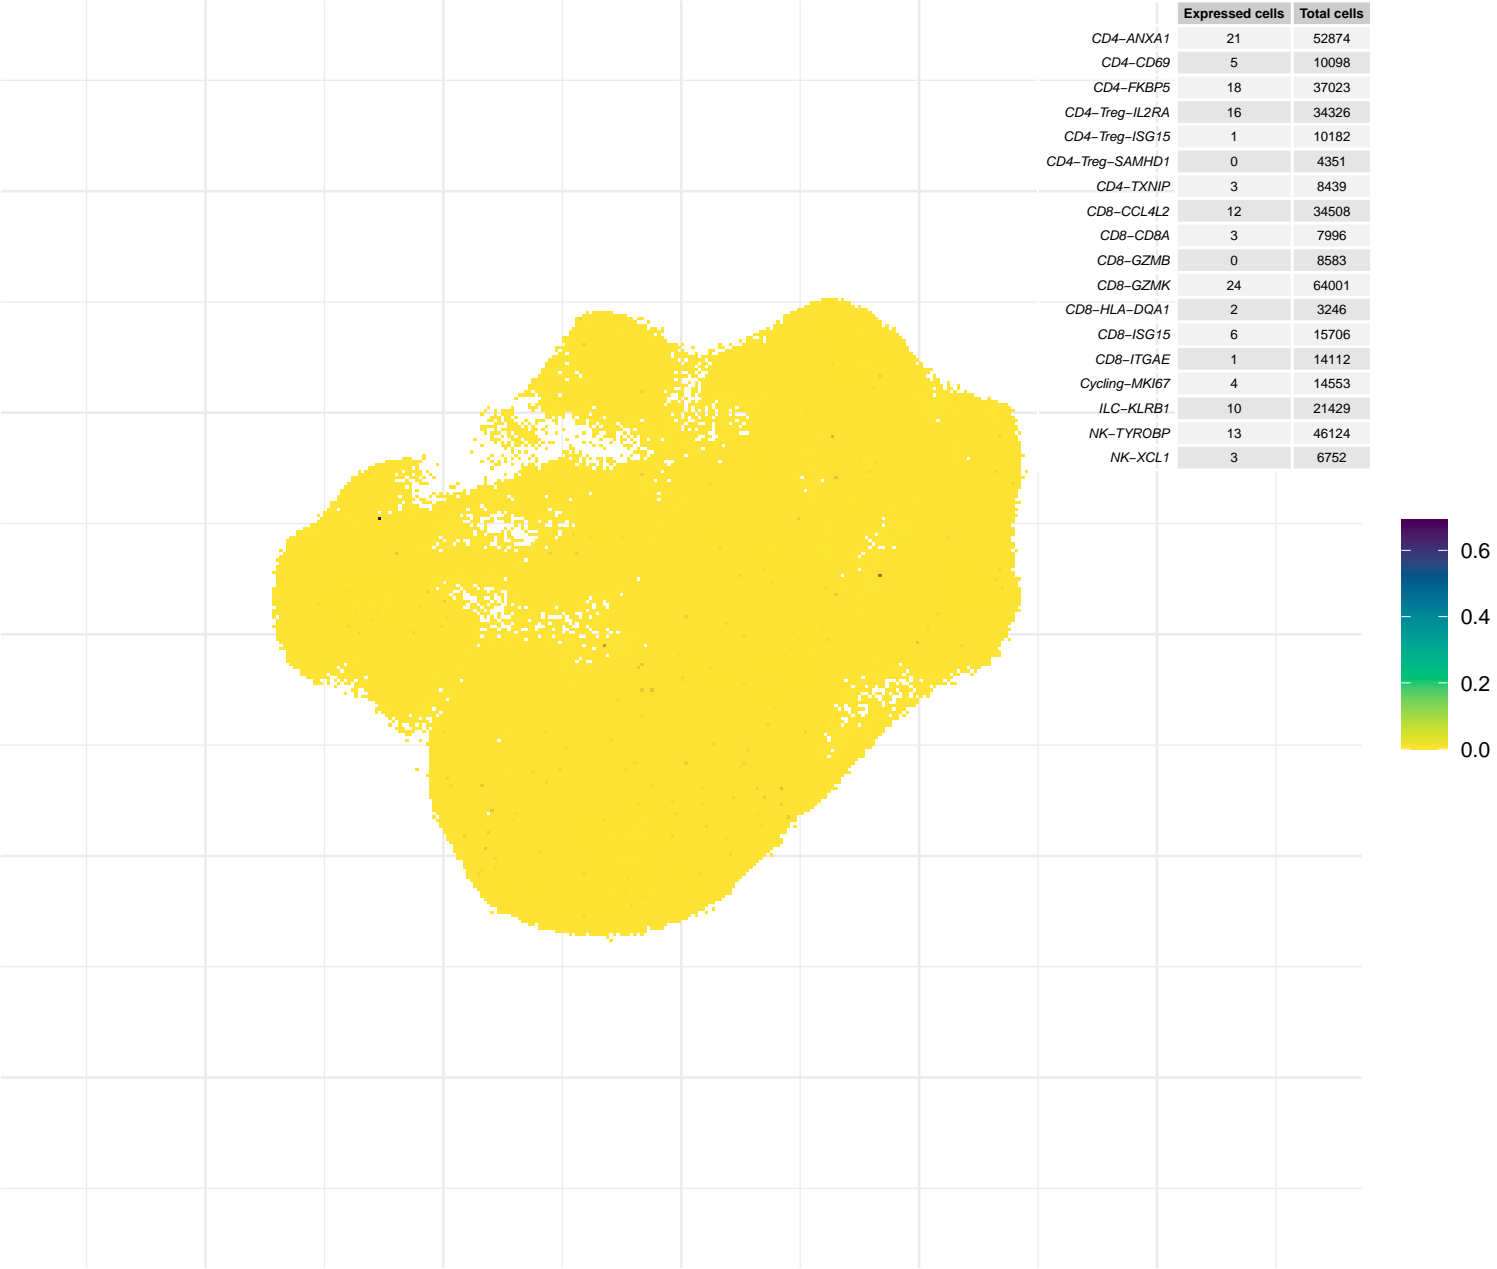 Expressed cells Total cells
CD4−ANXA1 21 52874
CD4−CD69 5 10098
CD4−FKBP5 18 37023
CD4−Treg−IL2RA 16 34326
CD4−Treg−ISG15 1 10182
CD4−Treg−SAMHD1 0 4351
CD4−TXNIP 3 8439
CD8−CCL4L2 12 34508
CD8−CD8A 3 7996
CD8−GZMB 0 8583
CD8−GZMK 24 64001
CD8−HLA−DQA1 2 3246
CD8−ISG15 6 15706
CD8−ITGAE 1 14112
Cycling−MKI67 4 14553
ILC−KLRB1 10 21429
NK−TYROBP 13 46124
NK−XCL1 3 6752
0.6
0.4
0.2
0.0